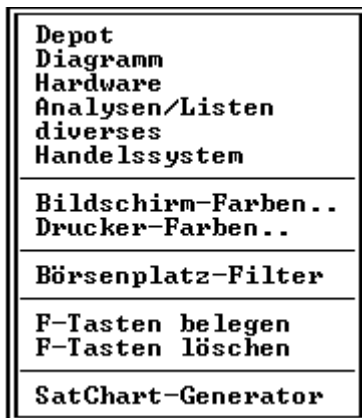 Depot
Diagramm
Hardware
Analysen/Listen
diverses
Handelssystem
Bildschirm-Farben..
Drucker-Farben..
Börsenplatz-Filter
F-Tasten belegen
F-Tasten löschen
SatChart-Generator